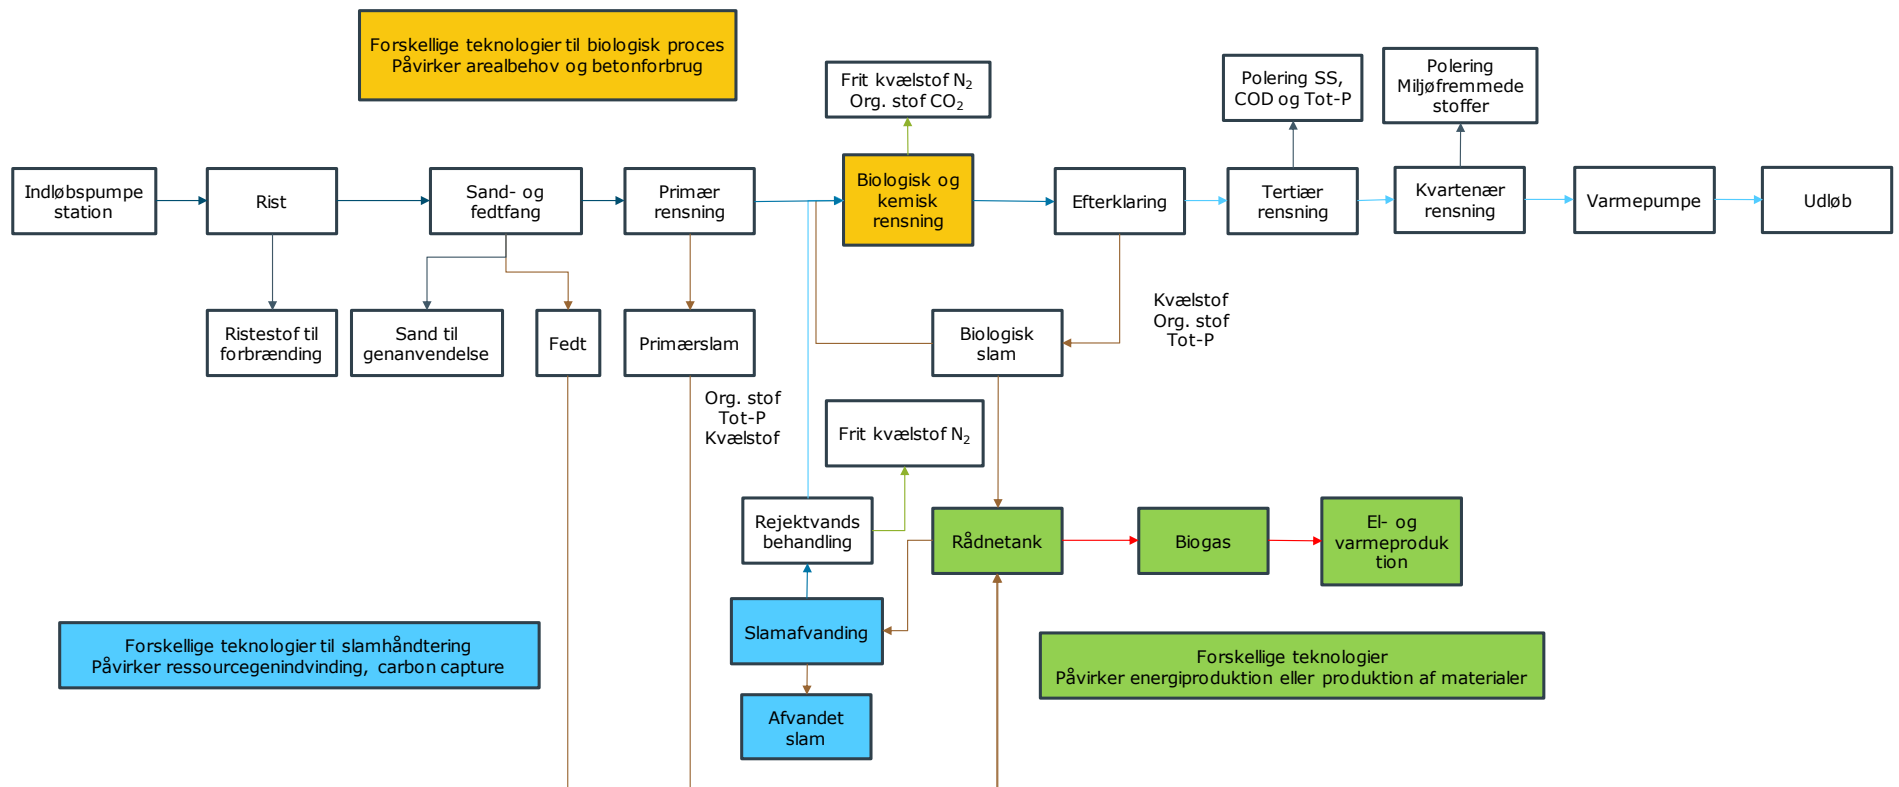 Forskellige teknologier til biologisk proces
Påvirker arealbehov og betonforbrug
Frit kvælstof N₂
Org. stof CO₂
Polering SS,
COD og Tot-P
Polering
Miljøfremmede
stoffer
Indløbspumpe
station
Rist
Sand- og
fedtfang
Primær
rensning
Biologisk og
kemisk
rensning
Efterklaring
Tertiær
rensning
Kvartenær
rensning
Varmepumpe
Udløb
Ristestof til
forbrænding
Sand til
genanvendelse
Fedt
Primærslam
Biologisk
slam
Kvælstof
Org. stof
Tot-P
Org. stof
Tot-P
Kvælstof
Frit kvælstof N₂
Rejektvands
behandling
Rådnetank
Biogas
El- og
varmeproduk
tion
Slamafvanding
Forskellige teknologier til slamhåndtering
Påvirker ressourcegenindvinding, carbon capture
Forskellige teknologier
Påvirker energiproduktion eller produktion af materialer
Afvandet
slam